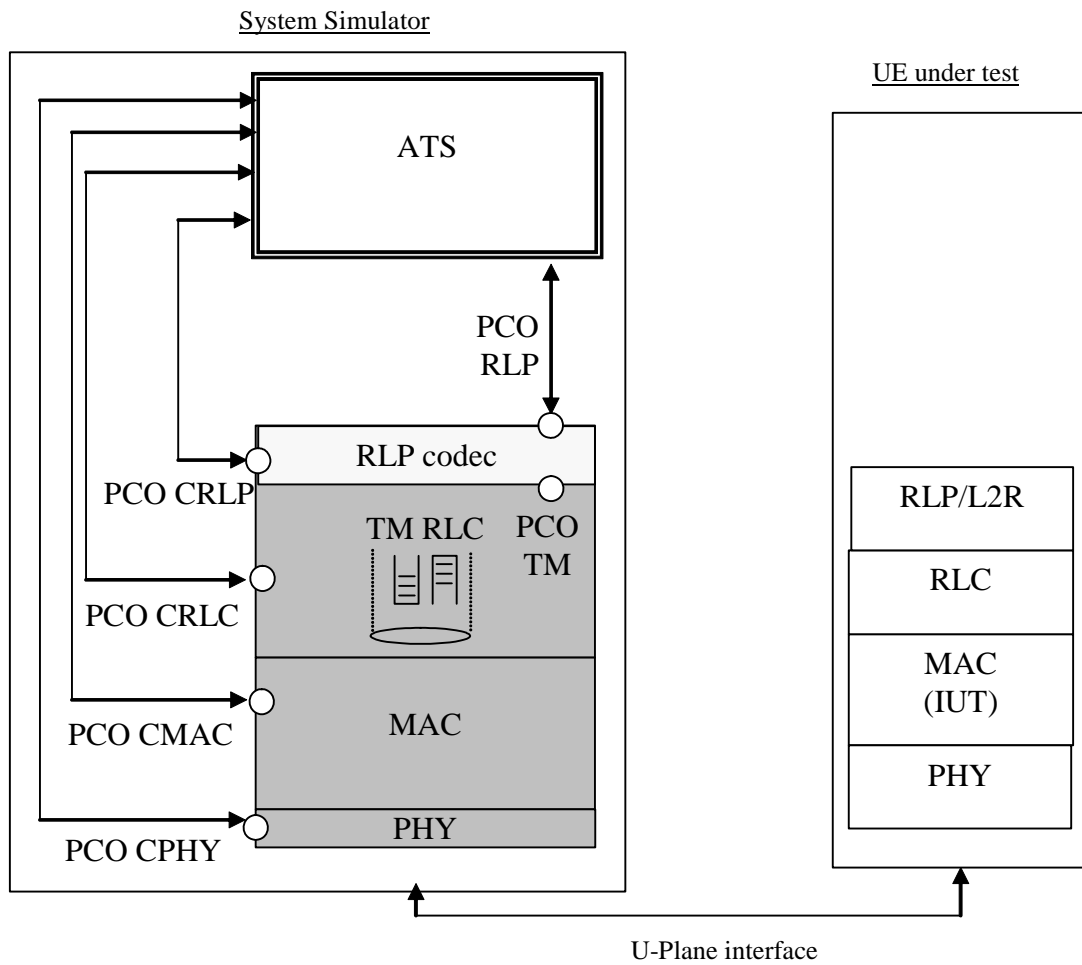 System Simulator
UE under test
ATS
PCO
RLP
RLP codec
PCO CRLP
TM RLC
PCO
TM
PCO CRLC
MAC
PCO CMAC
PHY
PCO CPHY
RLP/L2R
RLC
MAC
(IUT)
PHY
U-Plane interface